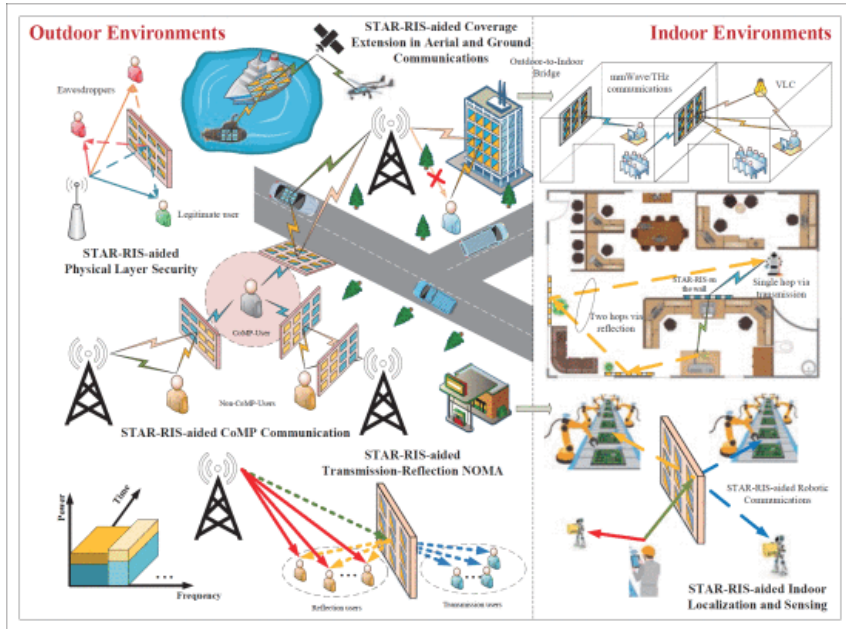 Outdoor Environments
STAR-RIS-aided Coverage
Extension in Aerial and Ground
Communications
Eavesdroppers
Legitimate user
STAR-RIS-aided
Physical Layer Security
CoMP-User
Non-CoMP-Users
STAR-RIS-aided CoMP Communication
STAR-RIS-aided
Transmission-Reflection NOMA
Power
Time
...
Frequency
...
Reflection users
...
Transmission users
Indoor Environments
Outdoor-to-Indoor
Bridge
mmWave/THz
communications
VLC
STAR-RIS-on
the wall
Single hop via
transmission
Two hops via
reflection
STAR-RIS-aided Robotic
Communications
STAR-RIS-aided Indoor
Localization and Sensing